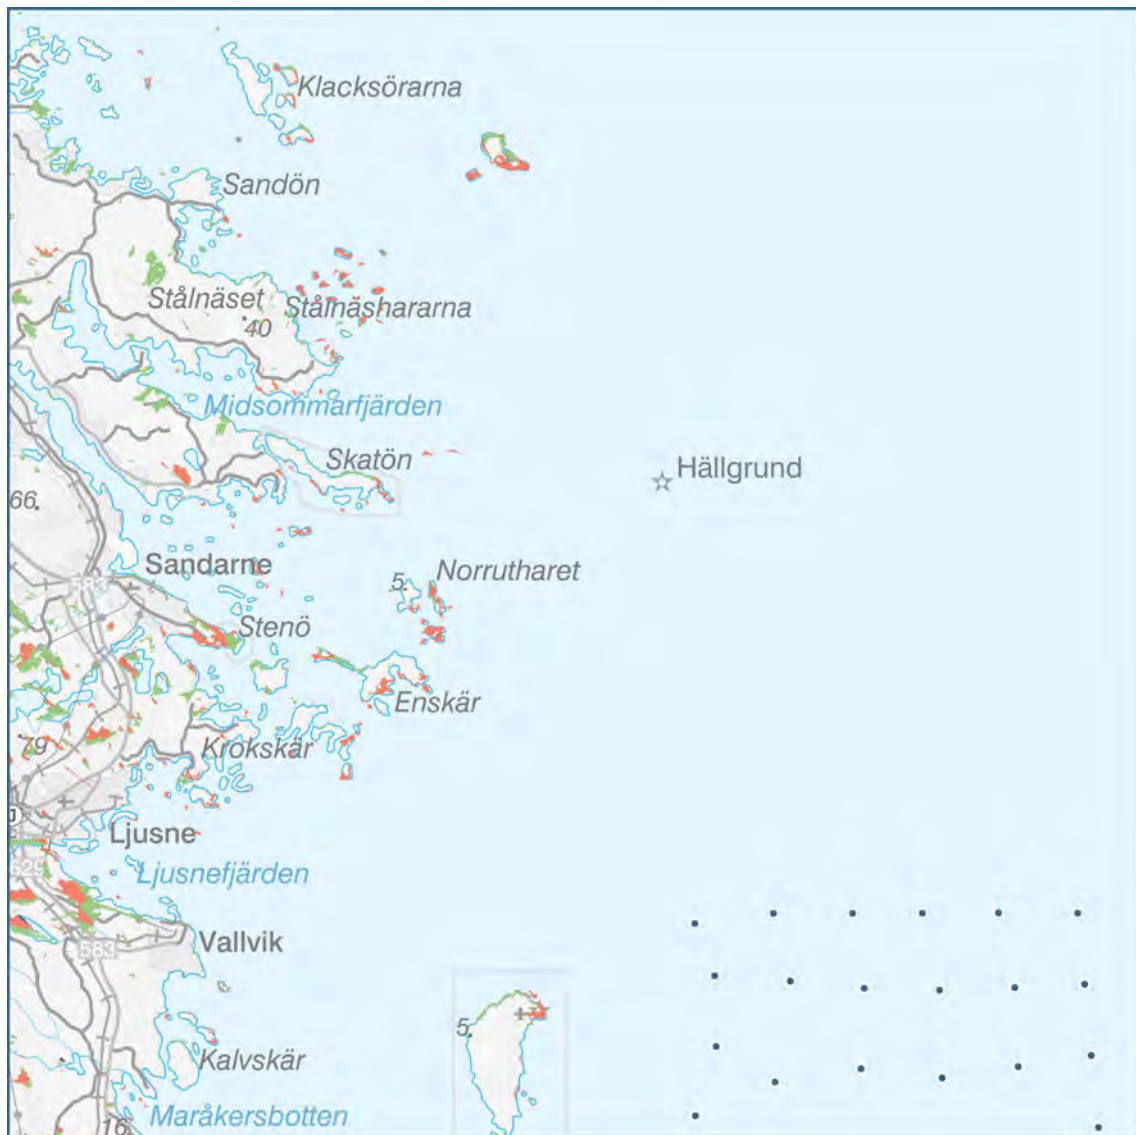 Klacksörarna
Sandön
Stålnäset
Stålnäshararna
40
Midsommarfjärden
Skatön
Hällgrund
66
Sandarne
583
5
Norrutharet
Stenö
Enskär
Krokskär
79
Ljusne
629
Ljusnefjärden
Vallvik
583
5
Kalvskär
Maråkersbotten
16